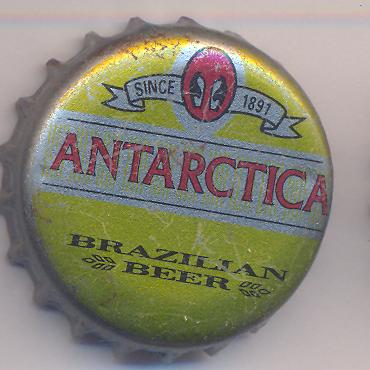 SINCE 1891
ANTARCTICA
BRAZILIAN
BEER